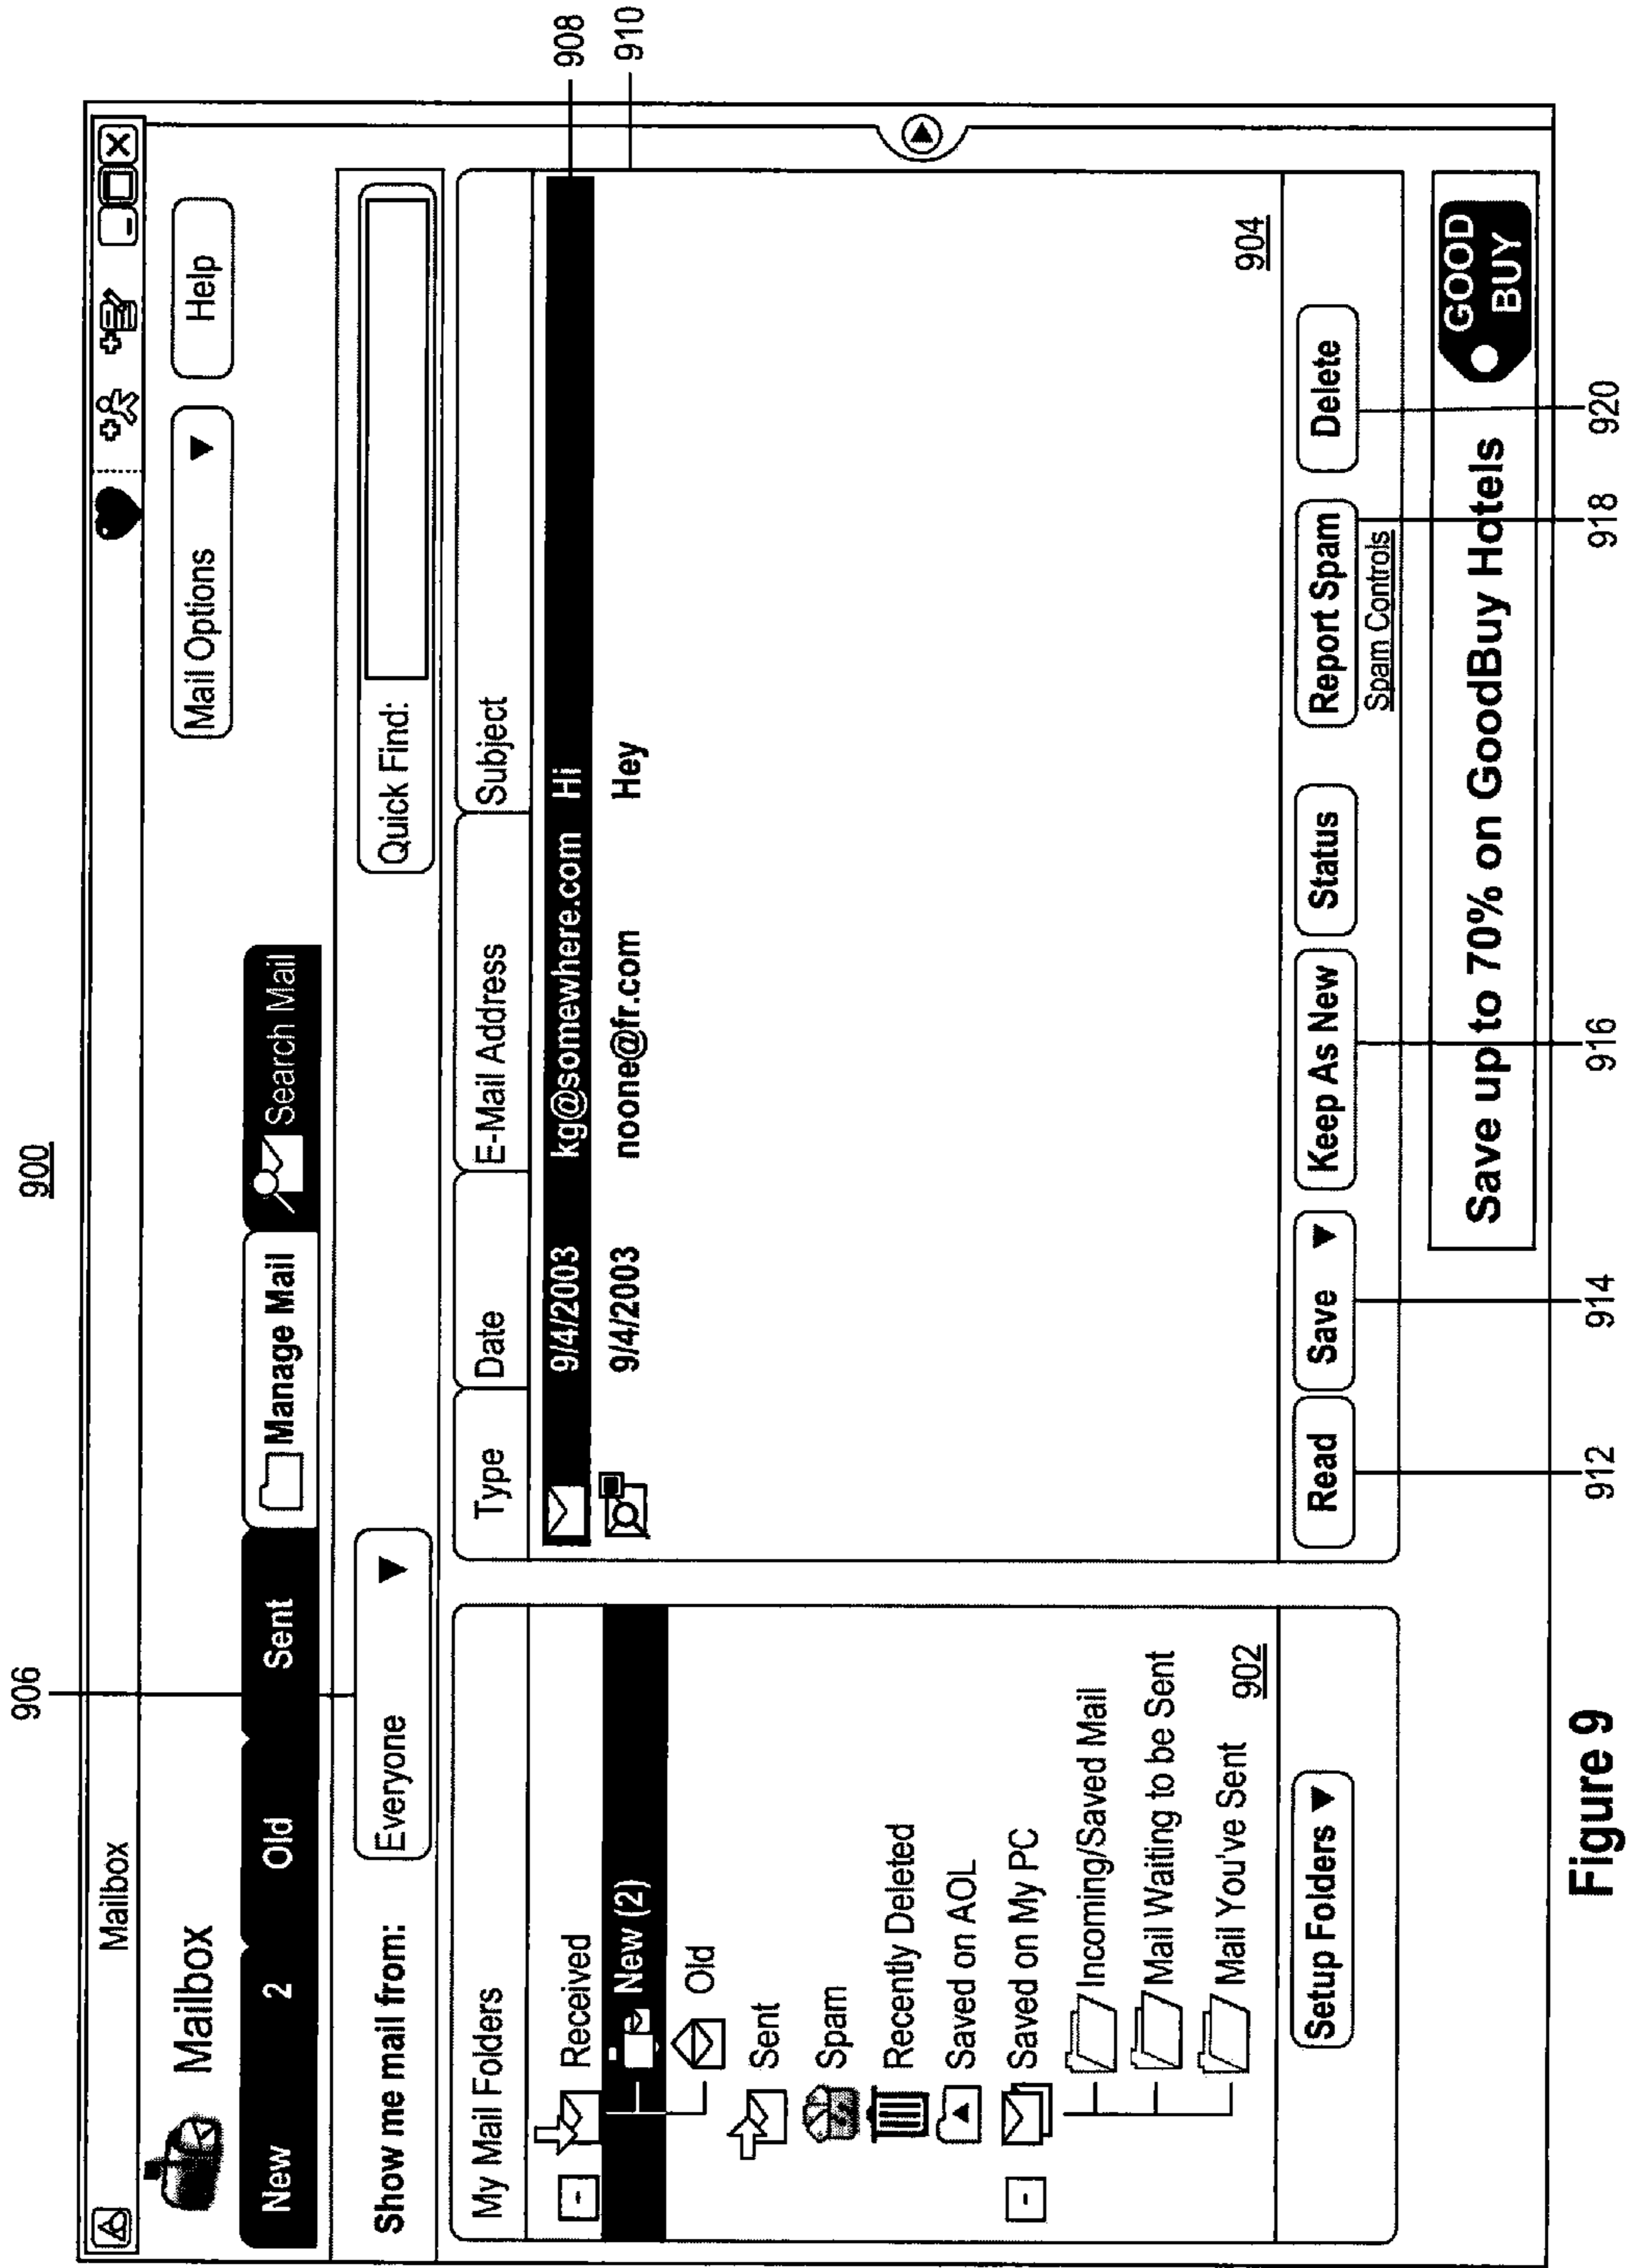 900
Mailbox
Mailbox
Mail Options ▼ Help
New 2 Old Sent Manage Mail Search Mail
906
Show me mail from: Everyone ▼ Quick Find:
My Mail Folders
Received
New (2)
Old
Sent
Spam
Recently Deleted
Saved on AOL
Saved on My PC
Incoming/Saved Mail
Mail Waiting to be Sent
Mail You've Sent
902
Setup Folders ▼
Type Date E-Mail Address Subject
9/4/2003 kg@somewhere.com Hi 908
9/4/2003 noone@fr.com Hey 910
904
Read Save ▼ Keep As New Status Report Spam Delete
Spam Controls
Save up to 70% on GoodBuy Hotels
GOOD
BUY
912 914 916 918 920
Figure 9